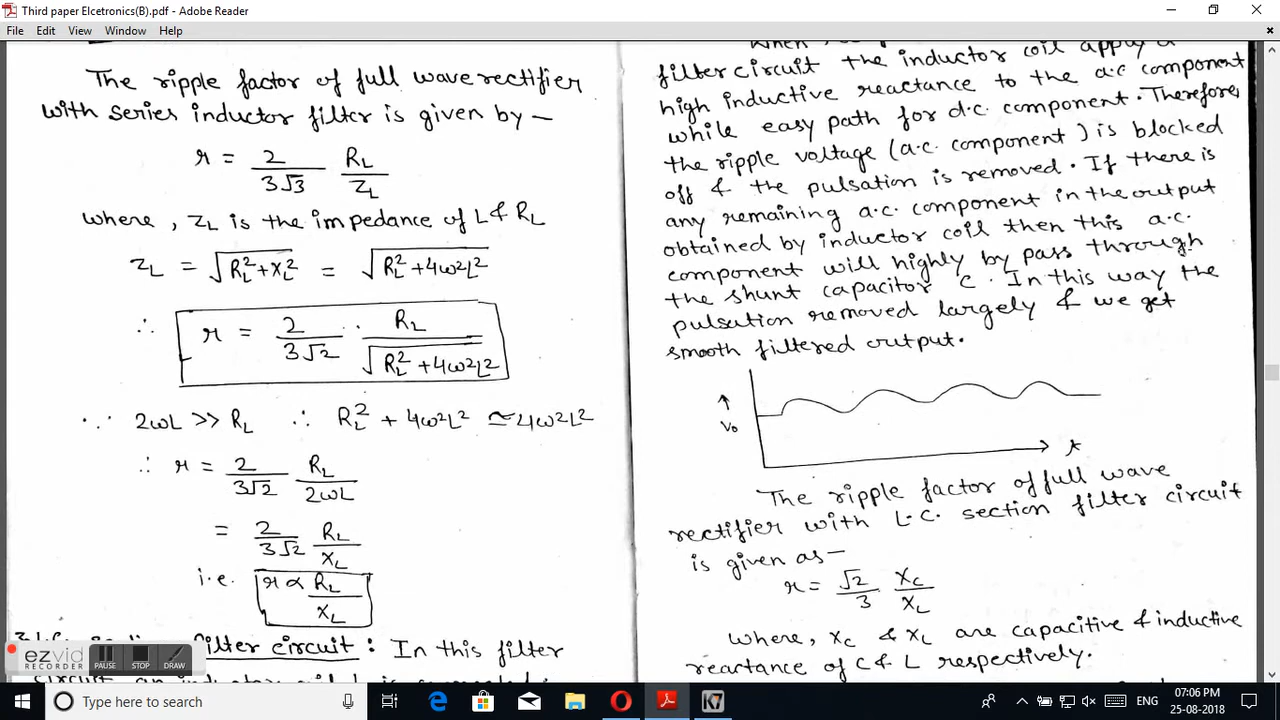 Third paper Elcetronics(B).pdf - Adobe Reader
File Edit View Window Help
The ripple factor of full wave rectifier
with series inductor filter is given by —
r = 2/3√3 RL/ZL
where, ZL is the impedance of L & RL
ZL = √RL²+XL² = √RL²+4ω²L²
∴ r = 2/3√2 . RL/√RL²+4ω²L²
∵ 2ωL >> RL ∴ RL² + 4ω²L² ≃ 4ω²L²
∴ r = 2/3√2 RL/2ωL
= 2/3√2 RL/XL
i.e. r ∝ RL/XL
filter circuit : In this filter
filter circuit the inductor coil apply a
high inductive reactance to the a.c component
while easy path for d.c. component. Therefore,
the ripple voltage (a.c. component) is blocked
off & the pulsation is removed. If there is
any remaining a.c. component in the output
obtained by inductor coil then this a.c.
component will highly by pass through
the shunt capacitor C. In this way the
pulsation removed largely & we get
smooth filtered output.
↑
V₀
t
The ripple factor of full wave
rectifier with L.C. section filter circuit
is given as —
r = √2/3 XC/XL
where, XC & XL are capacitive & inductive
reactance of C & L respectively.
ezvid
RECORDER
PAUSE STOP DRAW
Type here to search
ENG
07:06 PM
25-08-2018